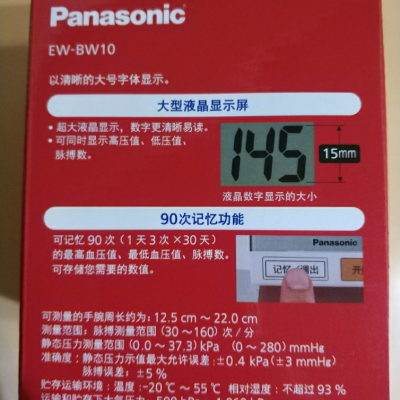 Panasonic
EW-BW10
以清晰的大号字体显示。
大型液晶显示屏
• 超大液晶显示，数字更清晰易读。
• 可同时显示高压值、低压值、
脉搏数。
145
15mm
液晶数字显示的大小
90次记忆功能
可记忆 90 次（1 天 3 次 ×30 天）
的最高血压值、最低血压值、脉搏数。
可存储您需要的数值。
Panasonic
记忆/调出
可测量的手腕周长约为: 12.5 cm ~ 22.0 cm
测量范围: 脉搏测量范围 (30 ~ 160) 次 / 分
静态压力测量范围 (0.0 ~ 37.3) kPa (0 ~ 280) mmHg
准确度: 静态压力示值最大允许误差: ±0.4 kPa (±3 mmHg)
脉搏误差: ±5 %
贮存运输环境: 温度: -20℃ ~ 55℃ 相对湿度: 不超过 93 %